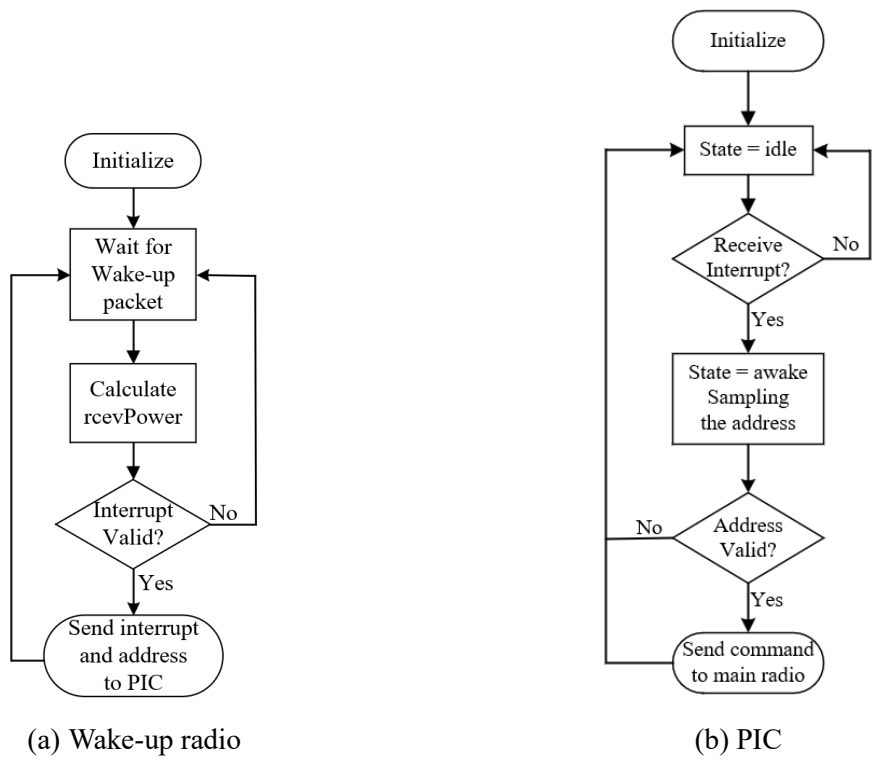 Initialize
Wait for
Wake-up
packet
Calculate
rcevPower
Interrupt
Valid?
No
Yes
Send interrupt
and address
to PIC
(a) Wake-up radio
Initialize
State = idle
Receive
Interrupt?
No
Yes
State = awake
Sampling
the address
Address
Valid?
No
Yes
Send command
to main radio
(b) PIC